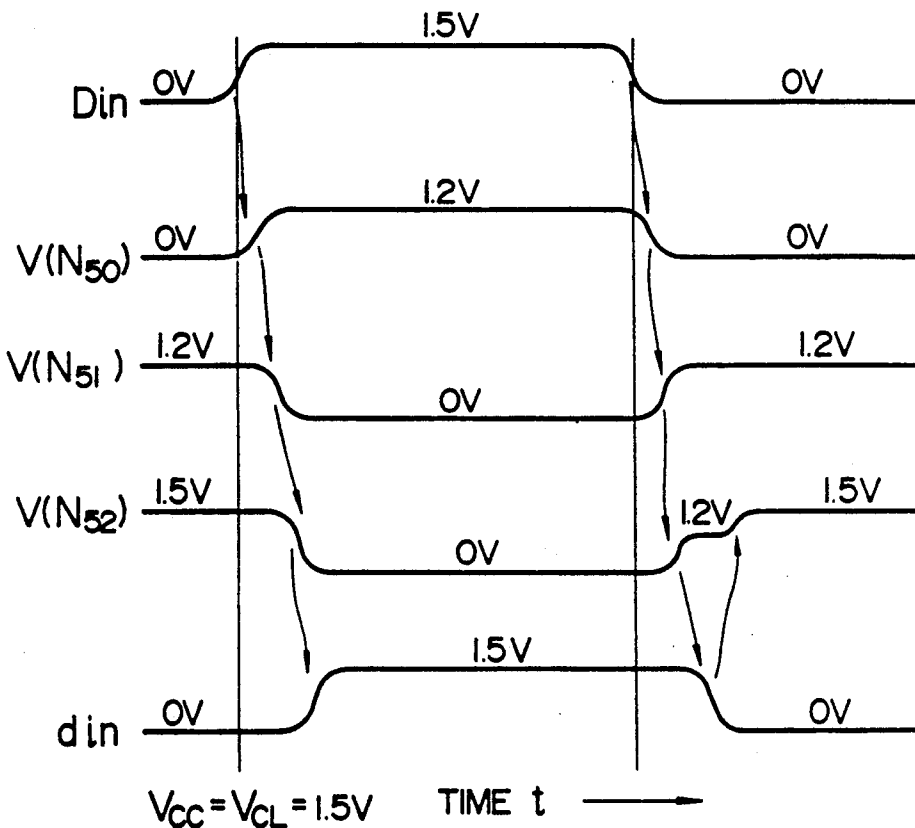 1.5V
0V 0V
Din
1.2V
0V 0V
V(N50)
1.2V 1.2V
V(N51)
0V
1.5V 1.2V 1.5V
V(N52)
0V
1.5V
0V 0V
din
VCC=VCL=1.5V TIME t